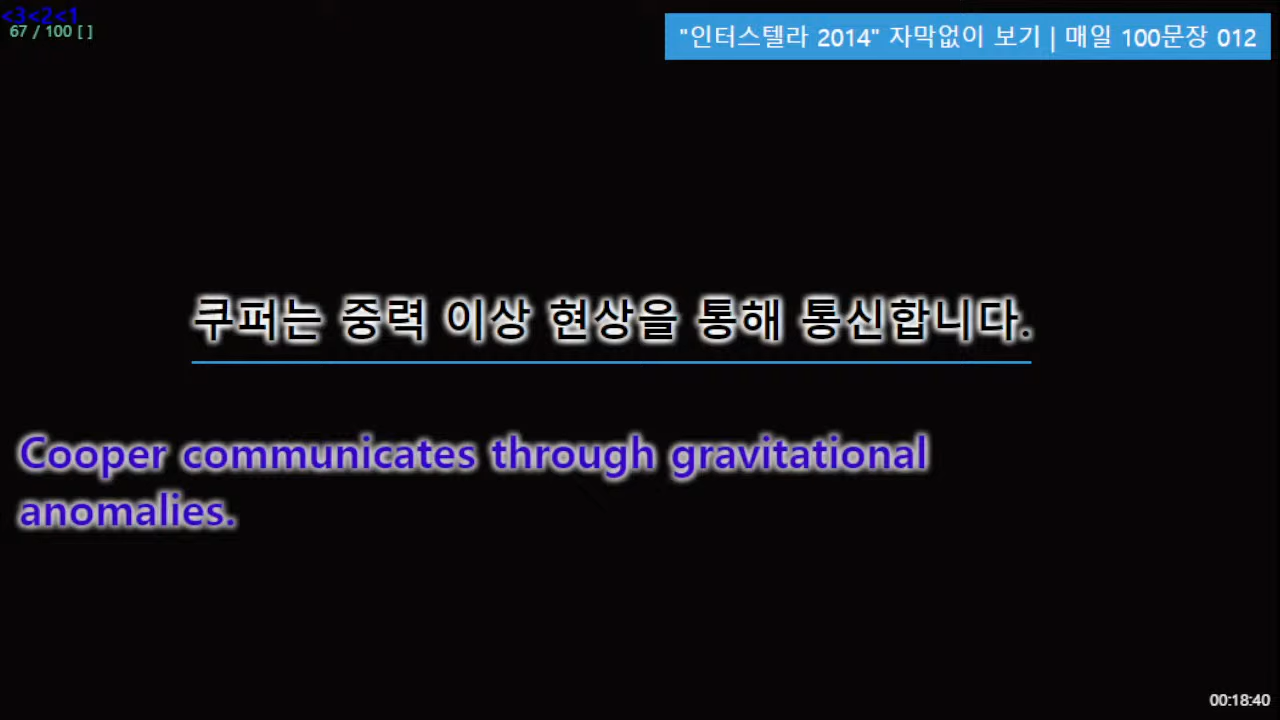 <3<2<1
67 / 100 [ ]
"인터스텔라 2014" 자막없이 보기 | 매일 100문장 012
쿠퍼는 중력 이상 현상을 통해 통신합니다.
Cooper communicates through gravitational
anomalies.
00:18:40